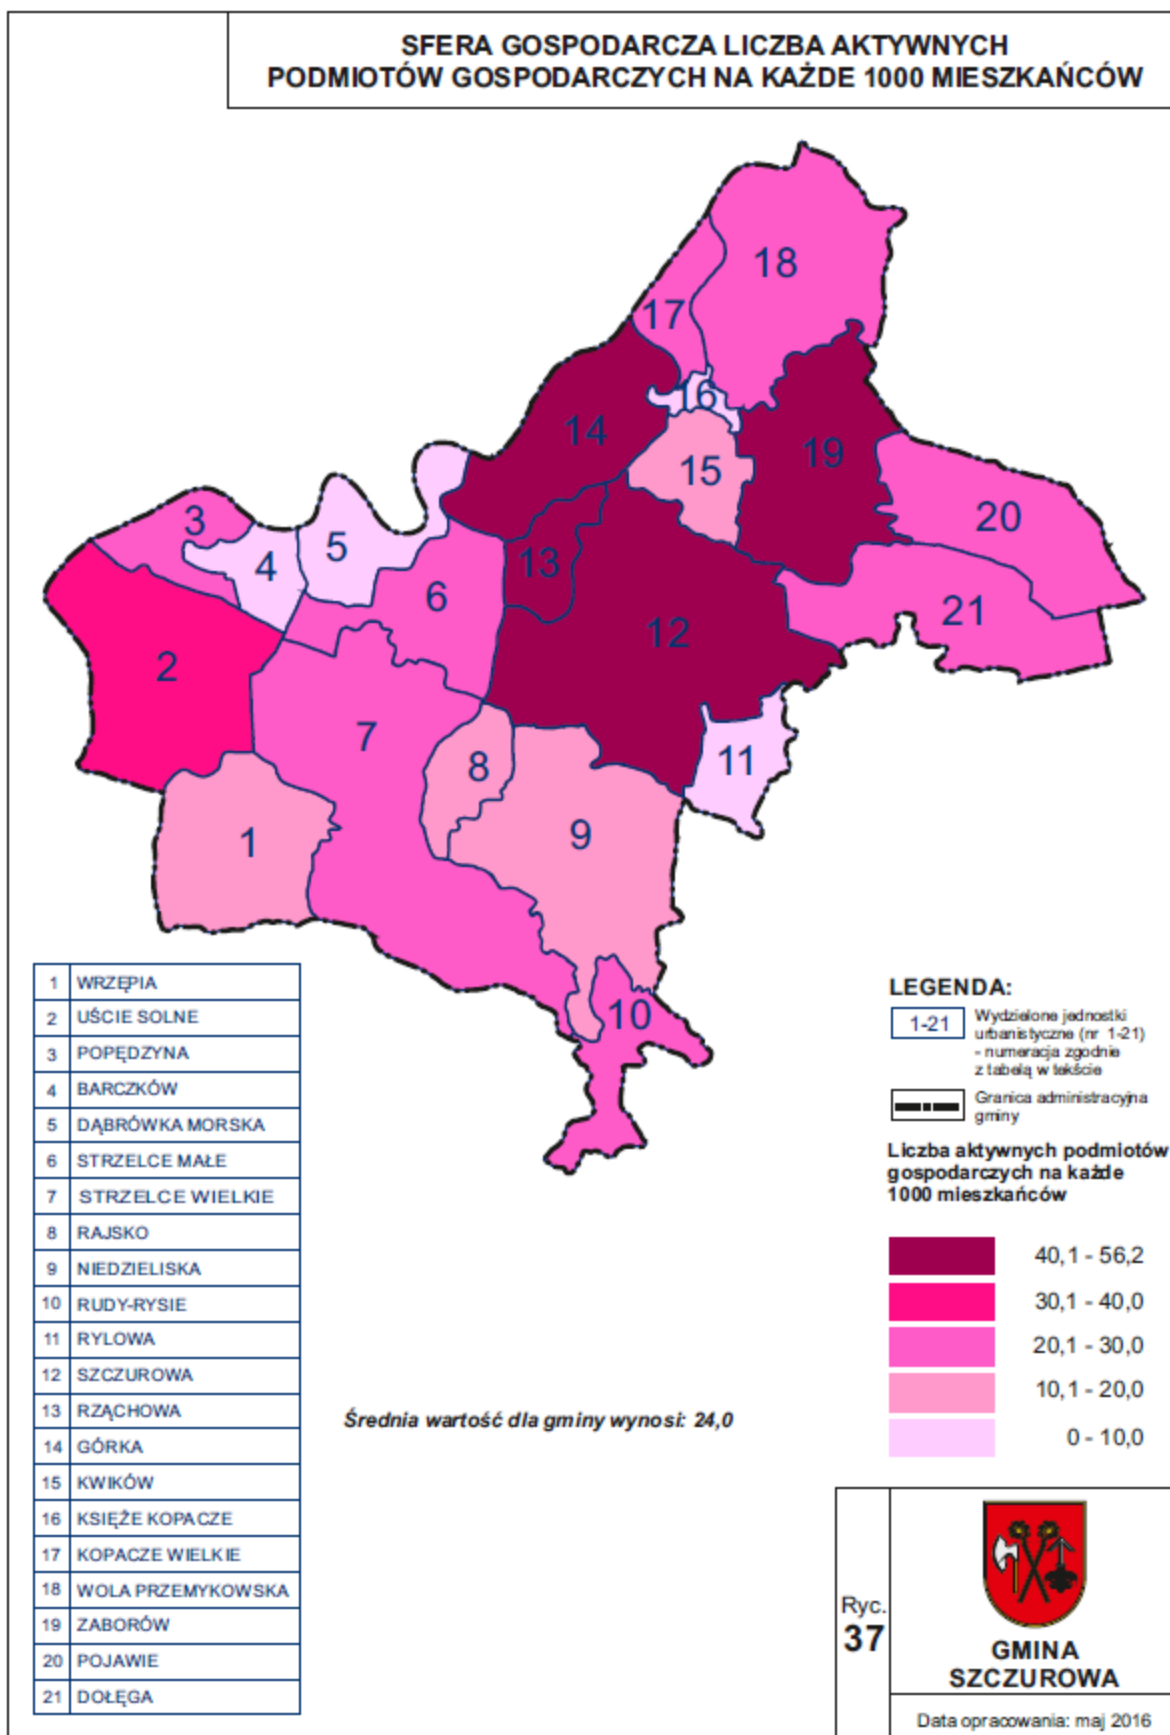 SFERA GOSPODARCZA LICZBA AKTYWNYCH
PODMIOTÓW GOSPODARCZYCH NA KAŻDE 1000 MIESZKAŃCÓW
18
17
16
14
19
15
3
20
5
4
13
6
21
12
2
7
11
8
9
1
10
1 WRZĘPIA
2 UŚCIE SOLNE
3 POPĘDZYNA
4 BARCZKÓW
5 DĄBRÓWKA MORSKA
6 STRZELCE MAŁE
7 STRZELCE WIELKIE
8 RAJSKO
9 NIEDZIELISKA
10 RUDY-RYSIE
11 RYLOWA
12 SZCZUROWA
13 RZĄCHOWA
14 GÓRKA
15 KWIKÓW
16 KSIĘŻE KOPACZE
17 KOPACZE WIELKIE
18 WOLA PRZEMYKOWSKA
19 ZABORÓW
20 POJAWIE
21 DOŁĘGA
Średnia wartość dla gminy wynosi: 24,0
LEGENDA:
1-21 Wydzielone jednostki
urbanistyczne (nr 1-21)
- numeracja zgodnie
z tabelą w tekście
Granica administracyjna
gminy
Liczba aktywnych podmiotów
gospodarczych na każde
1000 mieszkańców
40,1 - 56,2
30,1 - 40,0
20,1 - 30,0
10,1 - 20,0
0 - 10,0
Ryc.
37
GMINA
SZCZUROWA
Data opracowania: maj 2016